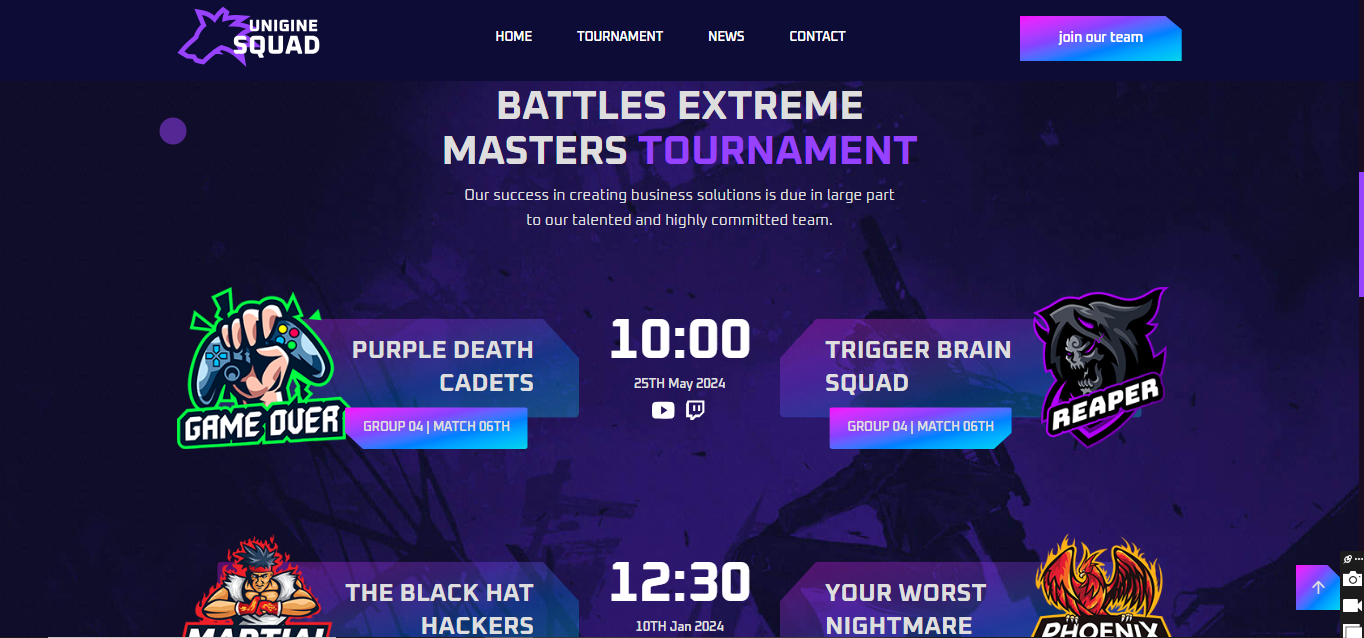 UNIGINE
SQUAD
HOME TOURNAMENT NEWS CONTACT
join our team
BATTLES EXTREME
MASTERS TOURNAMENT
Our success in creating business solutions is due in large part
to our talented and highly committed team.
GAME OVER
PURPLE DEATH
CADETS
GROUP 04 | MATCH 06TH
10:00
25TH May 2024
TRIGGER BRAIN
SQUAD
GROUP 04 | MATCH 06TH
REAPER
MARTIAL
THE BLACK HAT
HACKERS
12:30
10TH Jan 2024
YOUR WORST
NIGHTMARE
PHOENIX